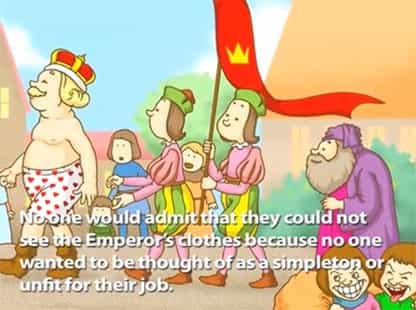 No one would admit that they could not
see the Emperor's clothes because no one
wanted to be thought of as a simpleton or
unfit for their job.